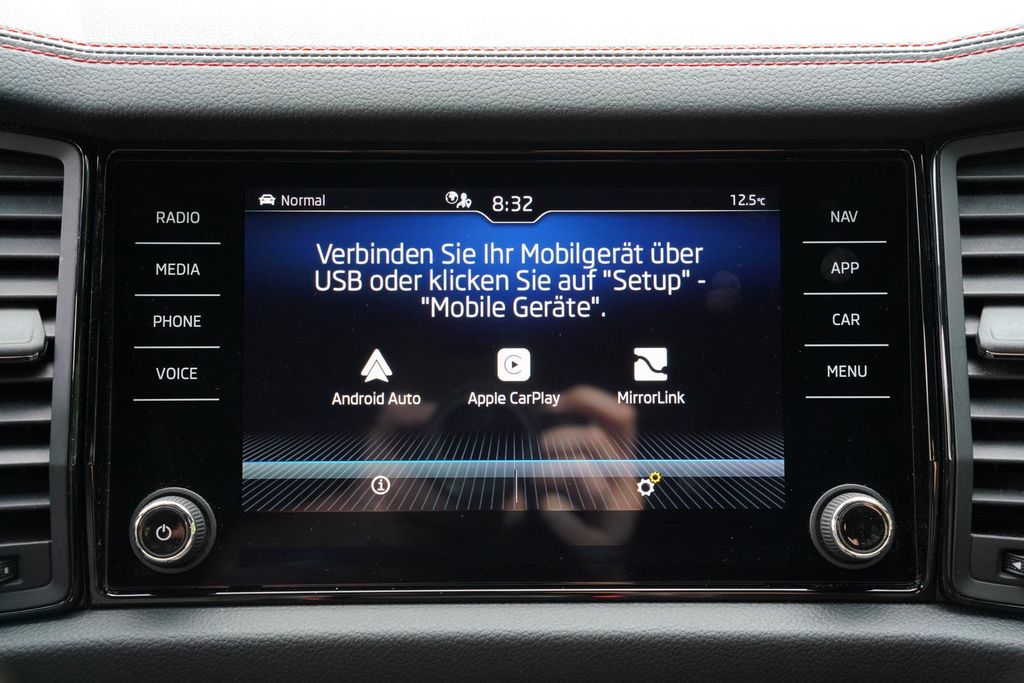 Normal
8:32
12.5°C
Verbinden Sie Ihr Mobilgerät über
USB oder klicken Sie auf "Setup" -
"Mobile Geräte".
Android Auto
Apple CarPlay
MirrorLink
RADIO
MEDIA
PHONE
VOICE
NAV
APP
CAR
MENU